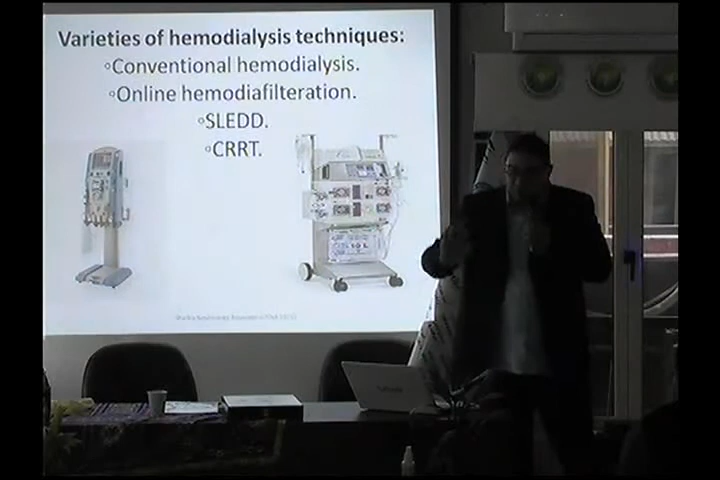 Varieties of hemodialysis techniques:
◦Conventional hemodialysis.
◦Online hemodiafilteration.
◦SLEDD.
◦CRRT.